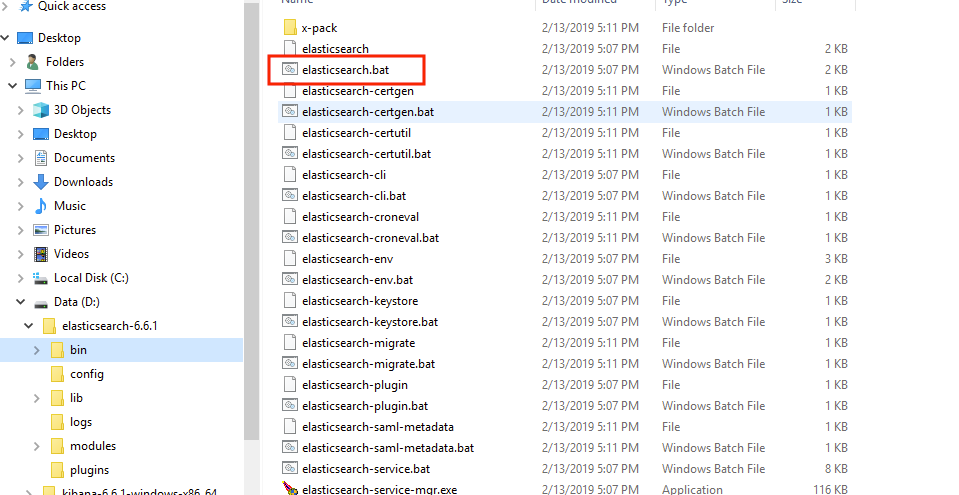 Name Date modified Type Size
Quick access
Desktop
Folders
This PC
3D Objects
Desktop
Documents
Downloads
Music
Pictures
Videos
Local Disk (C:)
Data (D:)
elasticsearch-6.6.1
bin
config
lib
logs
modules
plugins
kibana-6.6.1-windows-x86_64
x-pack 2/13/2019 5:11 PM File folder
elasticsearch 2/13/2019 5:07 PM File 2 KB
elasticsearch.bat 2/13/2019 5:07 PM Windows Batch File 2 KB
elasticsearch-certgen 2/13/2019 5:11 PM File 1 KB
elasticsearch-certgen.bat 2/13/2019 5:11 PM Windows Batch File 1 KB
elasticsearch-certutil 2/13/2019 5:11 PM File 1 KB
elasticsearch-certutil.bat 2/13/2019 5:11 PM Windows Batch File 1 KB
elasticsearch-cli 2/13/2019 5:07 PM File 1 KB
elasticsearch-cli.bat 2/13/2019 5:07 PM Windows Batch File 1 KB
elasticsearch-croneval 2/13/2019 5:11 PM File 1 KB
elasticsearch-croneval.bat 2/13/2019 5:11 PM Windows Batch File 1 KB
elasticsearch-env 2/13/2019 5:07 PM File 3 KB
elasticsearch-env.bat 2/13/2019 5:07 PM Windows Batch File 2 KB
elasticsearch-keystore 2/13/2019 5:07 PM File 1 KB
elasticsearch-keystore.bat 2/13/2019 5:07 PM Windows Batch File 1 KB
elasticsearch-migrate 2/13/2019 5:11 PM File 1 KB
elasticsearch-migrate.bat 2/13/2019 5:11 PM Windows Batch File 1 KB
elasticsearch-plugin 2/13/2019 5:07 PM File 1 KB
elasticsearch-plugin.bat 2/13/2019 5:07 PM Windows Batch File 1 KB
elasticsearch-saml-metadata 2/13/2019 5:11 PM File 1 KB
elasticsearch-saml-metadata.bat 2/13/2019 5:11 PM Windows Batch File 1 KB
elasticsearch-service.bat 2/13/2019 5:07 PM Windows Batch File 8 KB
elasticsearch-service-mgr.exe 2/13/2019 5:07 PM Application 116 KB